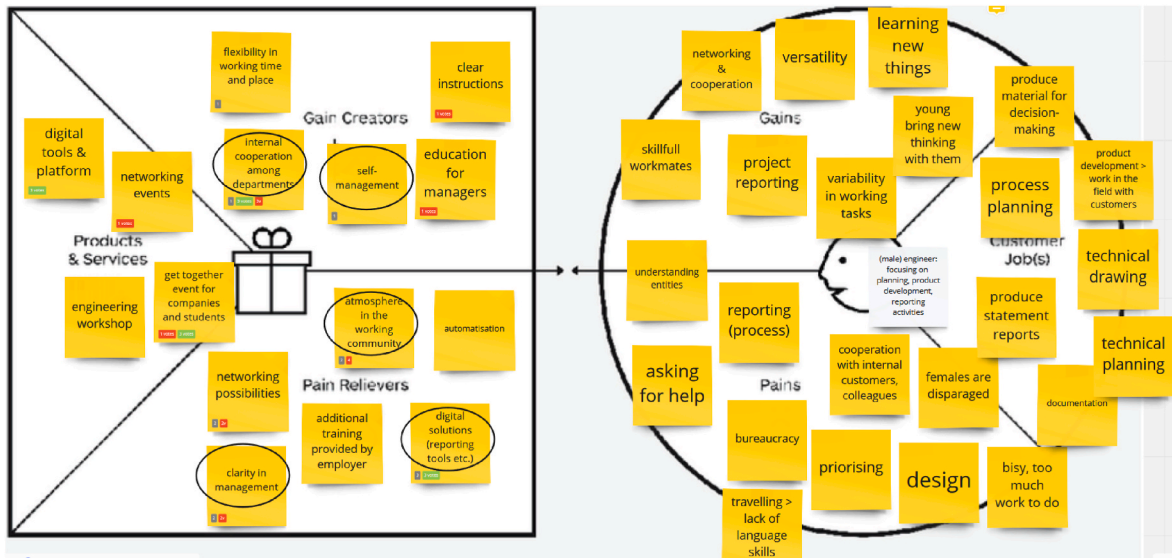 flexibility in
working time
and place
clear
instructions
1 votes
Gain Creators
digital
tools &
platform
networking
events
1 votes
internal
cooperation
among
departments
self-
management
education
for
managers
1 votes
Products
& Services
engineering
workshop
get together
event for
companies
and students
atmosphere
in the
working
community
automatisation
networking
possibilities
Pain Relievers
additional
training
provided by
employer
digital
solutions
(reporting
tools etc.)
clarity in
management
networking
&
cooperation
versatility
learning
new
things
produce
material for
decision-
making
Gains
young
bring new
thinking
with them
skillfull
workmates
project
reporting
variability
in working
tasks
process
planning
product
development >
work in the
field with
customers
Customer
Job(s)
technical
drawing
understanding
entities
(male) engineer:
focusing on
planning, product
development,
reporting
activities
reporting
(process)
produce
statement
reports
technical
planning
asking
for help
Pains
cooperation
with internal
customers,
colleagues
females are
disparaged
documentation
bureaucracy
priorising
design
bisy, too
much
work to do
travelling >
lack of
language
skills